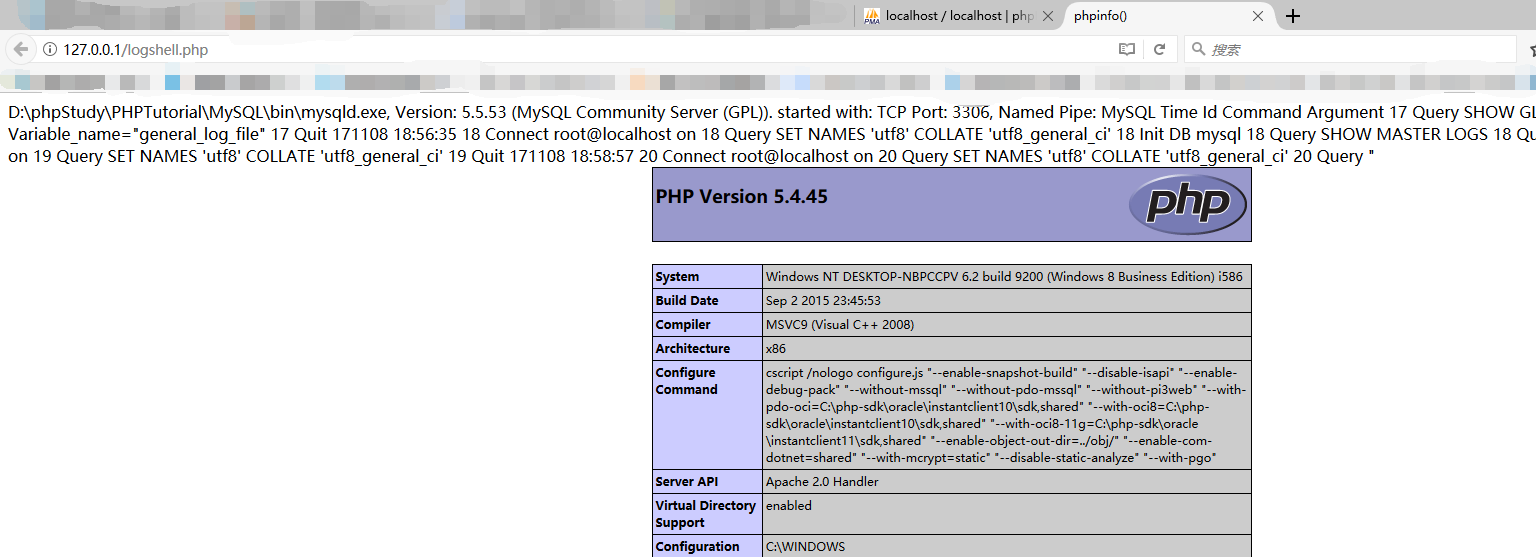 localhost / localhost | php
phpinfo()
127.0.0.1/logshell.php
搜索
D:\phpStudy\PHPTutorial\MySQL\bin\mysqld.exe, Version: 5.5.53 (MySQL Community Server (GPL)). started with: TCP Port: 3306, Named Pipe: MySQL Time Id Command Argument 17 Query SHOW GL
Variable_name="general_log_file" 17 Quit 171108 18:56:35 18 Connect root@localhost on 18 Query SET NAMES 'utf8' COLLATE 'utf8_general_ci' 18 Init DB mysql 18 Query SHOW MASTER LOGS 18 Qu
on 19 Query SET NAMES 'utf8' COLLATE 'utf8_general_ci' 19 Quit 171108 18:58:57 20 Connect root@localhost on 20 Query SET NAMES 'utf8' COLLATE 'utf8_general_ci' 20 Query "
PHP Version 5.4.45
php
System Windows NT DESKTOP-NBPCCPV 6.2 build 9200 (Windows 8 Business Edition) i586
Build Date Sep 2 2015 23:45:53
Compiler MSVC9 (Visual C++ 2008)
Architecture x86
Configure Command cscript /nologo configure.js "--enable-snapshot-build" "--disable-isapi" "--enable-
debug-pack" "--without-mssql" "--without-pdo-mssql" "--without-pi3web" "--with-
pdo-oci=C:\php-sdk\oracle\instantclient10\sdk,shared" "--with-oci8=C:\php-
sdk\oracle\instantclient10\sdk,shared" "--with-oci8-11g=C:\php-sdk\oracle
\instantclient11\sdk,shared" "--enable-object-out-dir=../obj/" "--enable-com-
dotnet=shared" "--with-mcrypt=static" "--disable-static-analyze" "--with-pgo"
Server API Apache 2.0 Handler
Virtual Directory Support enabled
Configuration C:\WINDOWS